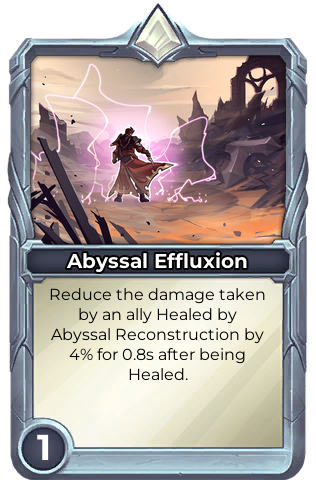 Abyssal Effluxion
Reduce the damage taken
by an ally Healed by
Abyssal Reconstruction by
4% for 0.8s after being
Healed.
1